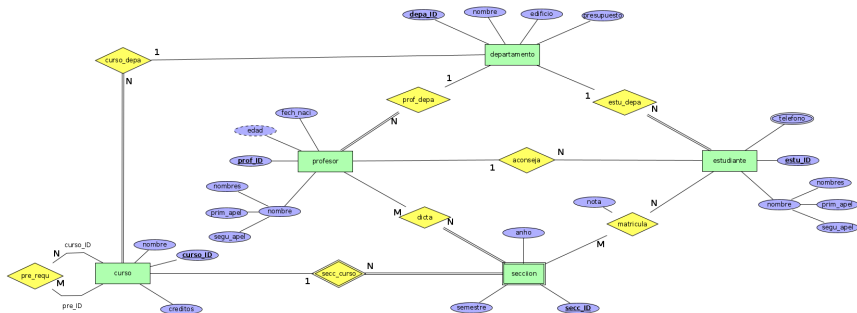 depa_ID
nombre
edificio
presupuesto
departamento
curso_depa
1
N
prof_depa
1
N
estu_depa
1
N
fech_naci
edad
prof_ID
profesor
nombres
prim_apel
segu_apel
nombre
aconseja
1
N
telefono
estudiante
estu_ID
nombre
nombres
prim_apel
segu_apel
dicta
M
N
nota
matricula
N
M
anho
curso_ID
N
pre_requ
M
pre_ID
nombre
curso_ID
curso
creditos
secc_curso
1
N
secciion
semestre
secc_ID